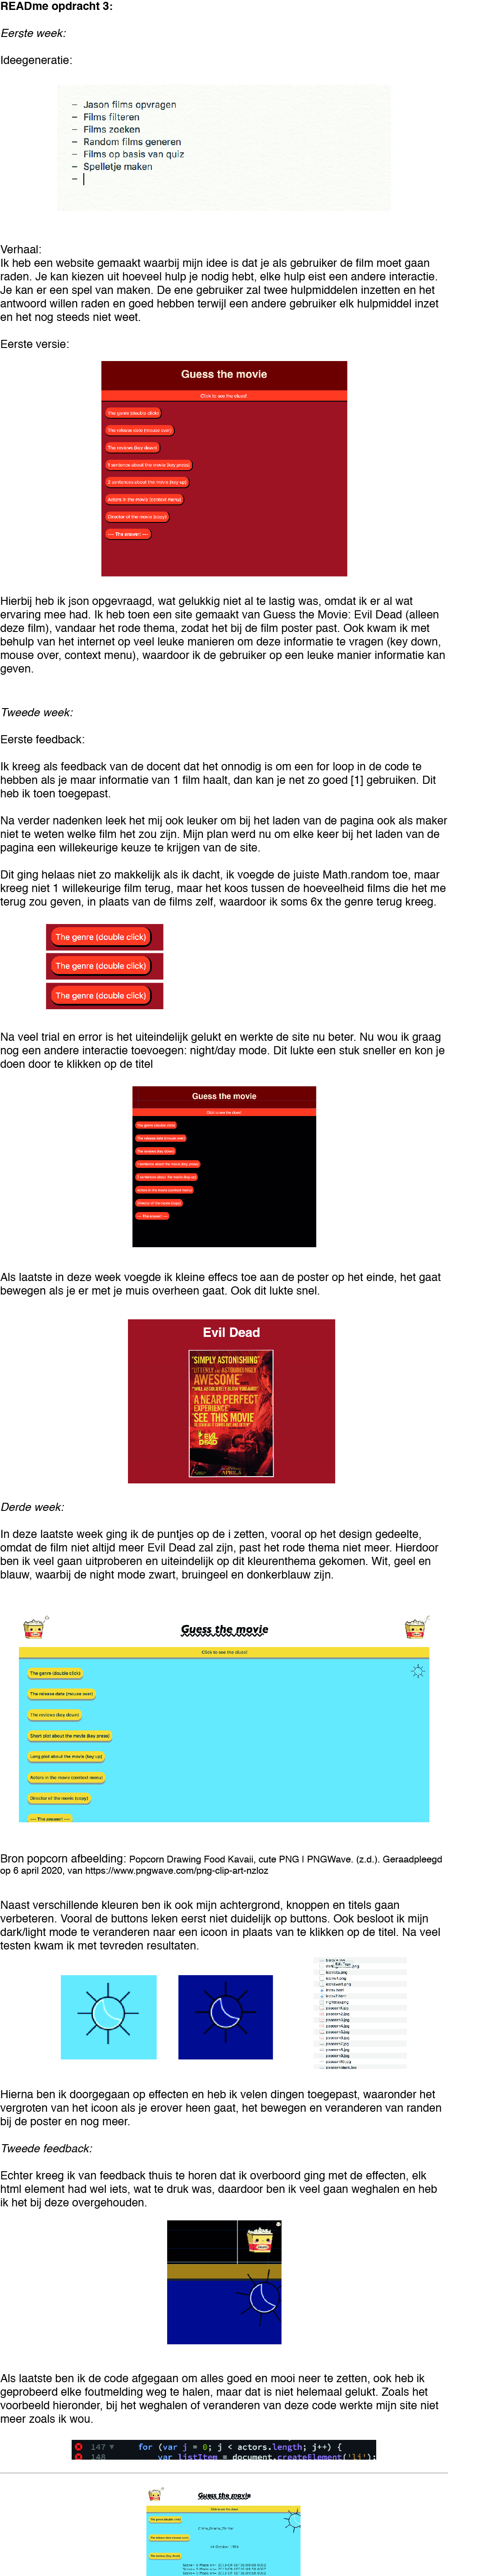 READme opdracht 3:
Eerste week:
Ideegeneratie:
– Jason films opvragen
– Films filteren
– Films zoeken
– Random films generen
– Films op basis van quiz
– Spelletje maken
–
Verhaal:
Ik heb een website gemaakt waarbij mijn idee is dat je als gebruiker de film moet gaan
raden. Je kan kiezen uit hoeveel hulp je nodig hebt, elke hulp eist een andere interactie.
Je kan er een spel van maken. De ene gebruiker zal twee hulpmiddelen inzetten en het
antwoord willen raden en goed hebben terwijl een andere gebruiker elk hulpmiddel inzet
en het nog steeds niet weet.
Eerste versie:
Guess the movie
Click to see the clues!
The genre (double click)
The release date (mouse over)
The reviews (key down)
1 sentence about the movie (key press)
2 sentences about the movie (key up)
Actors in the movie (context menu)
Director of the movie (copy)
--- The answer! ---
Hierbij heb ik json opgevraagd, wat gelukkig niet al te lastig was, omdat ik er al wat
ervaring mee had. Ik heb toen een site gemaakt van Guess the Movie: Evil Dead (alleen
deze film), vandaar het rode thema, zodat het bij de film poster past. Ook kwam ik met
behulp van het internet op veel leuke manieren om deze informatie te vragen (key down,
mouse over, context menu), waardoor ik de gebruiker op een leuke manier informatie kan
geven.
Tweede week:
Eerste feedback:
Ik kreeg als feedback van de docent dat het onnodig is om een for loop in de code te
hebben als je maar informatie van 1 film haalt, dan kan je net zo goed [1] gebruiken. Dit
heb ik toen toegepast.
Na verder nadenken leek het mij ook leuker om bij het laden van de pagina ook als maker
niet te weten welke film het zou zijn. Mijn plan werd nu om elke keer bij het laden van de
pagina een willekeurige keuze te krijgen van de site.
Dit ging helaas niet zo makkelijk als ik dacht, ik voegde de juiste Math.random toe, maar
kreeg niet 1 willekeurige film terug, maar het koos tussen de hoeveelheid films die het me
terug zou geven, in plaats van de films zelf, waardoor ik soms 6x the genre terug kreeg.
The genre (double click)
The genre (double click)
The genre (double click)
Na veel trial en error is het uiteindelijk gelukt en werkte de site nu beter. Nu wou ik graag
nog een andere interactie toevoegen: night/day mode. Dit lukte een stuk sneller en kon je
doen door te klikken op de titel
Guess the movie
Click to see the clues!
The genre (double click)
The release date (mouse over)
The reviews (key down)
1 sentence about the movie (key press)
2 sentences about the movie (key up)
Actors in the movie (context menu)
Director of the movie (copy)
--- The answer! ---
Als laatste in deze week voegde ik kleine effecs toe aan de poster op het einde, het gaat
bewegen als je er met je muis overheen gaat. Ook dit lukte snel.
Evil Dead
"SIMPLY ASTONISHING"
AWESOME
"A NEAR PERFECT
EXPERIENCE
"SEE THIS MOVIE
EVIL
DEAD
Derde week:
In deze laatste week ging ik de puntjes op de i zetten, vooral op het design gedeelte,
omdat de film niet altijd meer Evil Dead zal zijn, past het rode thema niet meer. Hierdoor
ben ik veel gaan uitproberen en uiteindelijk op dit kleurenthema gekomen. Wit, geel en
blauw, waarbij de night mode zwart, bruingeel en donkerblauw zijn.
Guess the movie
Click to see the clues!
The genre (double click)
The release date (mouse over)
The reviews (key down)
Short plot about the movie (key press)
Long plot about the movie (key up)
Actors in the movie (context menu)
Director of the movie (copy)
--- The answer! ---
Bron popcorn afbeelding: Popcorn Drawing Food Kavaii, cute PNG | PNGWave. (z.d.). Geraadpleegd
op 6 april 2020, van https://www.pngwave.com/png-clip-art-nzloz
Naast verschillende kleuren ben ik ook mijn achtergrond, knoppen en titels gaan
verbeteren. Vooral de buttons leken eerst niet duidelijk op buttons. Ook besloot ik mijn
dark/light mode te veranderen naar een icoon in plaats van te klikken op de titel. Na veel
testen kwam ik met tevreden resultaten.
Hierna ben ik doorgegaan op effecten en heb ik velen dingen toegepast, waaronder het
vergroten van het icoon als je erover heen gaat, het bewegen en veranderen van randen
bij de poster en nog meer.
Tweede feedback:
Echter kreeg ik van feedback thuis te horen dat ik overboord ging met de effecten, elk
html element had wel iets, wat te druk was, daardoor ben ik veel gaan weghalen en heb
ik het bij deze overgehouden.
Als laatste ben ik de code afgegaan om alles goed en mooi neer te zetten, ook heb ik
geprobeerd elke foutmelding weg te halen, maar dat is niet helemaal gelukt. Zoals het
voorbeeld hieronder, bij het weghalen of veranderen van deze code werkte mijn site niet
meer zoals ik wou.
147 for (var j = 0; j < actors.length; j++) {
148 var listItem = document.createElement('li');
Guess the movie
Click to see the clues!
The genre (double click)
The release date (mouse over)
The reviews (key down)